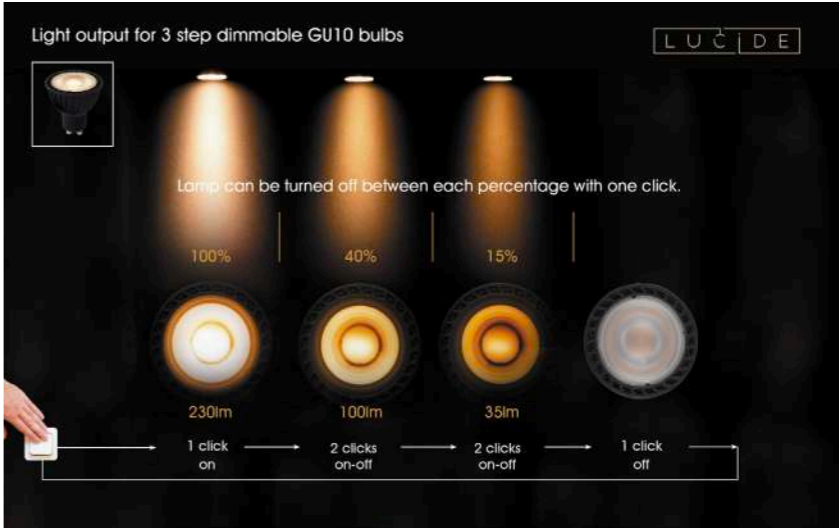 Light output for 3 step dimmable GU10 bulbs
LUCIDE
Lamp can be turned off between each percentage with one click.
100%
40%
15%
230lm
100lm
35lm
1 click
on
2 clicks
on-off
2 clicks
on-off
1 click
off